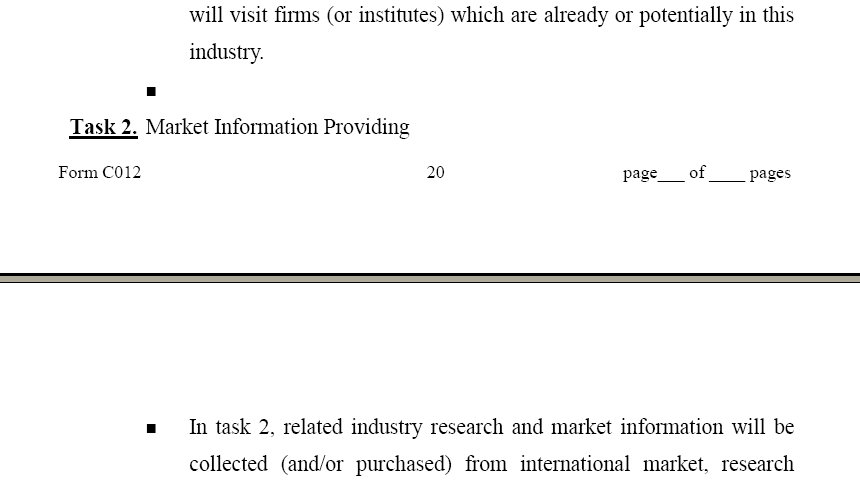 will visit firms (or institutes) which are already or potentially in this
industry.
■
Task 2. Market Information Providing
Form C012 20 page___ of ____ pages
■ In task 2, related industry research and market information will be
collected (and/or purchased) from international market, research